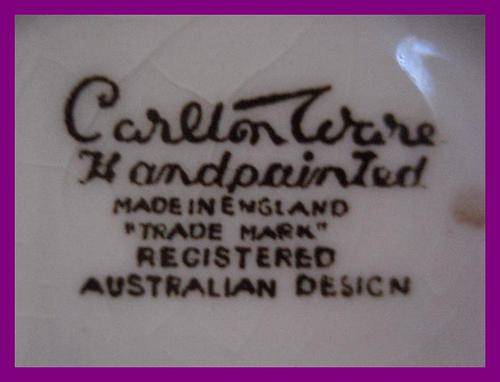 Carlton Ware
Handpainted
MADE IN ENGLAND
"TRADE MARK"
REGISTERED
AUSTRALIAN DESIGN